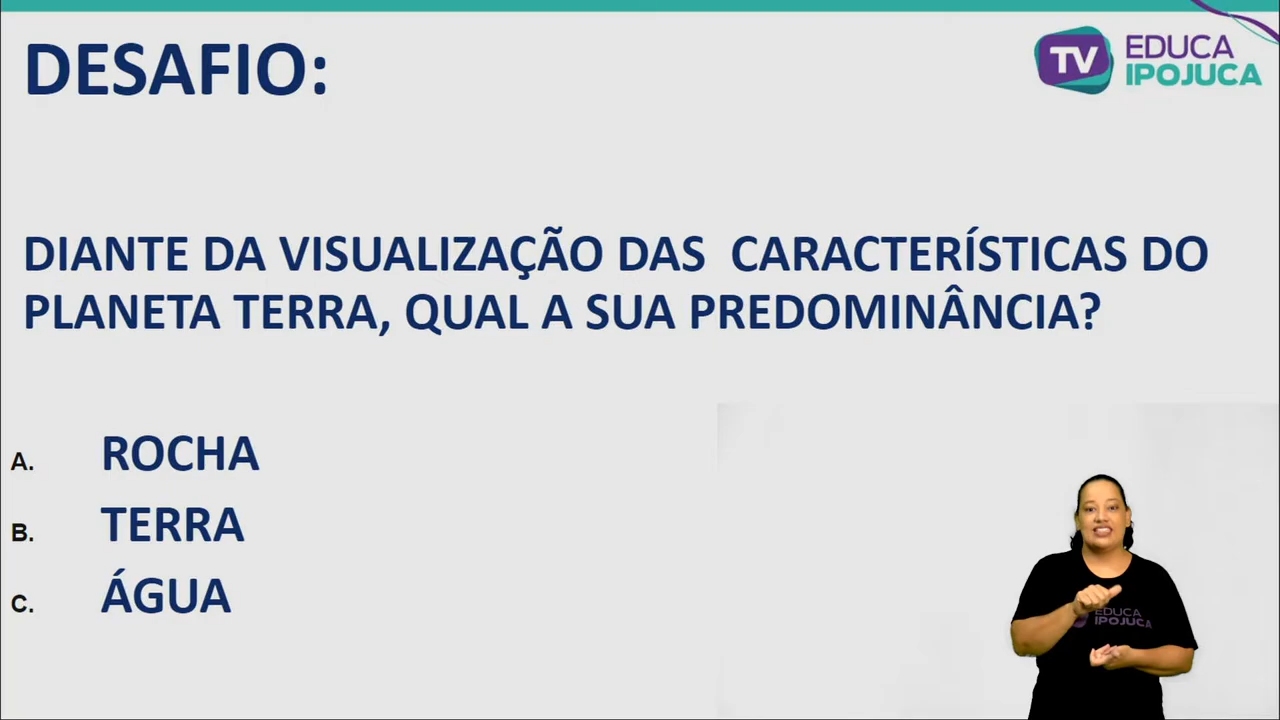 DESAFIO:
TV EDUCA
IPOJUCA
DIANTE DA VISUALIZAÇÃO DAS CARACTERÍSTICAS DO
PLANETA TERRA, QUAL A SUA PREDOMINÂNCIA?
A. ROCHA
B. TERRA
C. ÁGUA
EDUCA
IPOJUCA